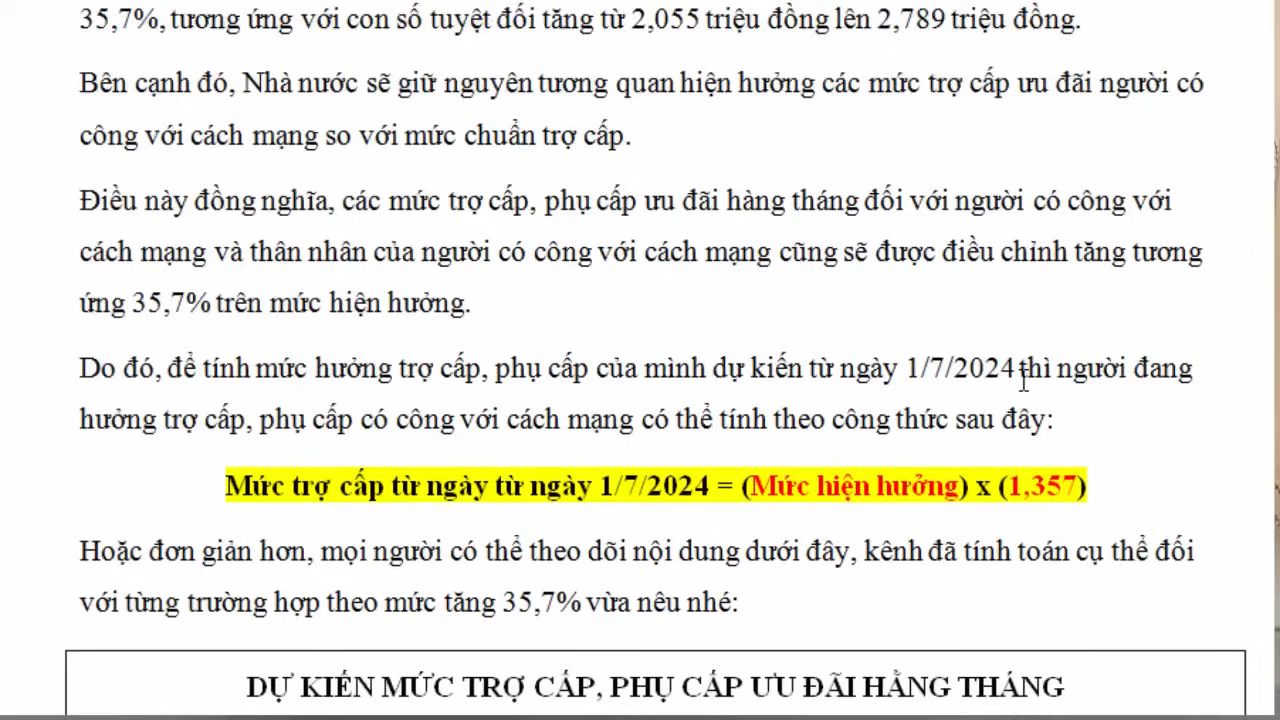 35,7%, tương ứng với con số tuyệt đối tăng từ 2,055 triệu đồng lên 2,789 triệu đồng.
Bên cạnh đó, Nhà nước sẽ giữ nguyên tương quan hiện hưởng các mức trợ cấp ưu đãi người có
công với cách mạng so với mức chuẩn trợ cấp.
Điều này đồng nghĩa, các mức trợ cấp, phụ cấp ưu đãi hàng tháng đối với người có công với
cách mạng và thân nhân của người có công với cách mạng cũng sẽ được điều chỉnh tăng tương
ứng 35,7% trên mức hiện hưởng.
Do đó, để tính mức hưởng trợ cấp, phụ cấp của mình dự kiến từ ngày 1/7/2024 thì người đang
hưởng trợ cấp, phụ cấp có công với cách mạng có thể tính theo công thức sau đây:
Mức trợ cấp từ ngày từ ngày 1/7/2024 = (Mức hiện hưởng) x (1,357)
Hoặc đơn giản hơn, mọi người có thể theo dõi nội dung dưới đây, kênh đã tính toán cụ thể đối
với từng trường hợp theo mức tăng 35,7% vừa nêu nhé:
DỰ KIẾN MỨC TRỢ CẤP, PHỤ CẤP ƯU ĐÃI HẰNG THÁNG